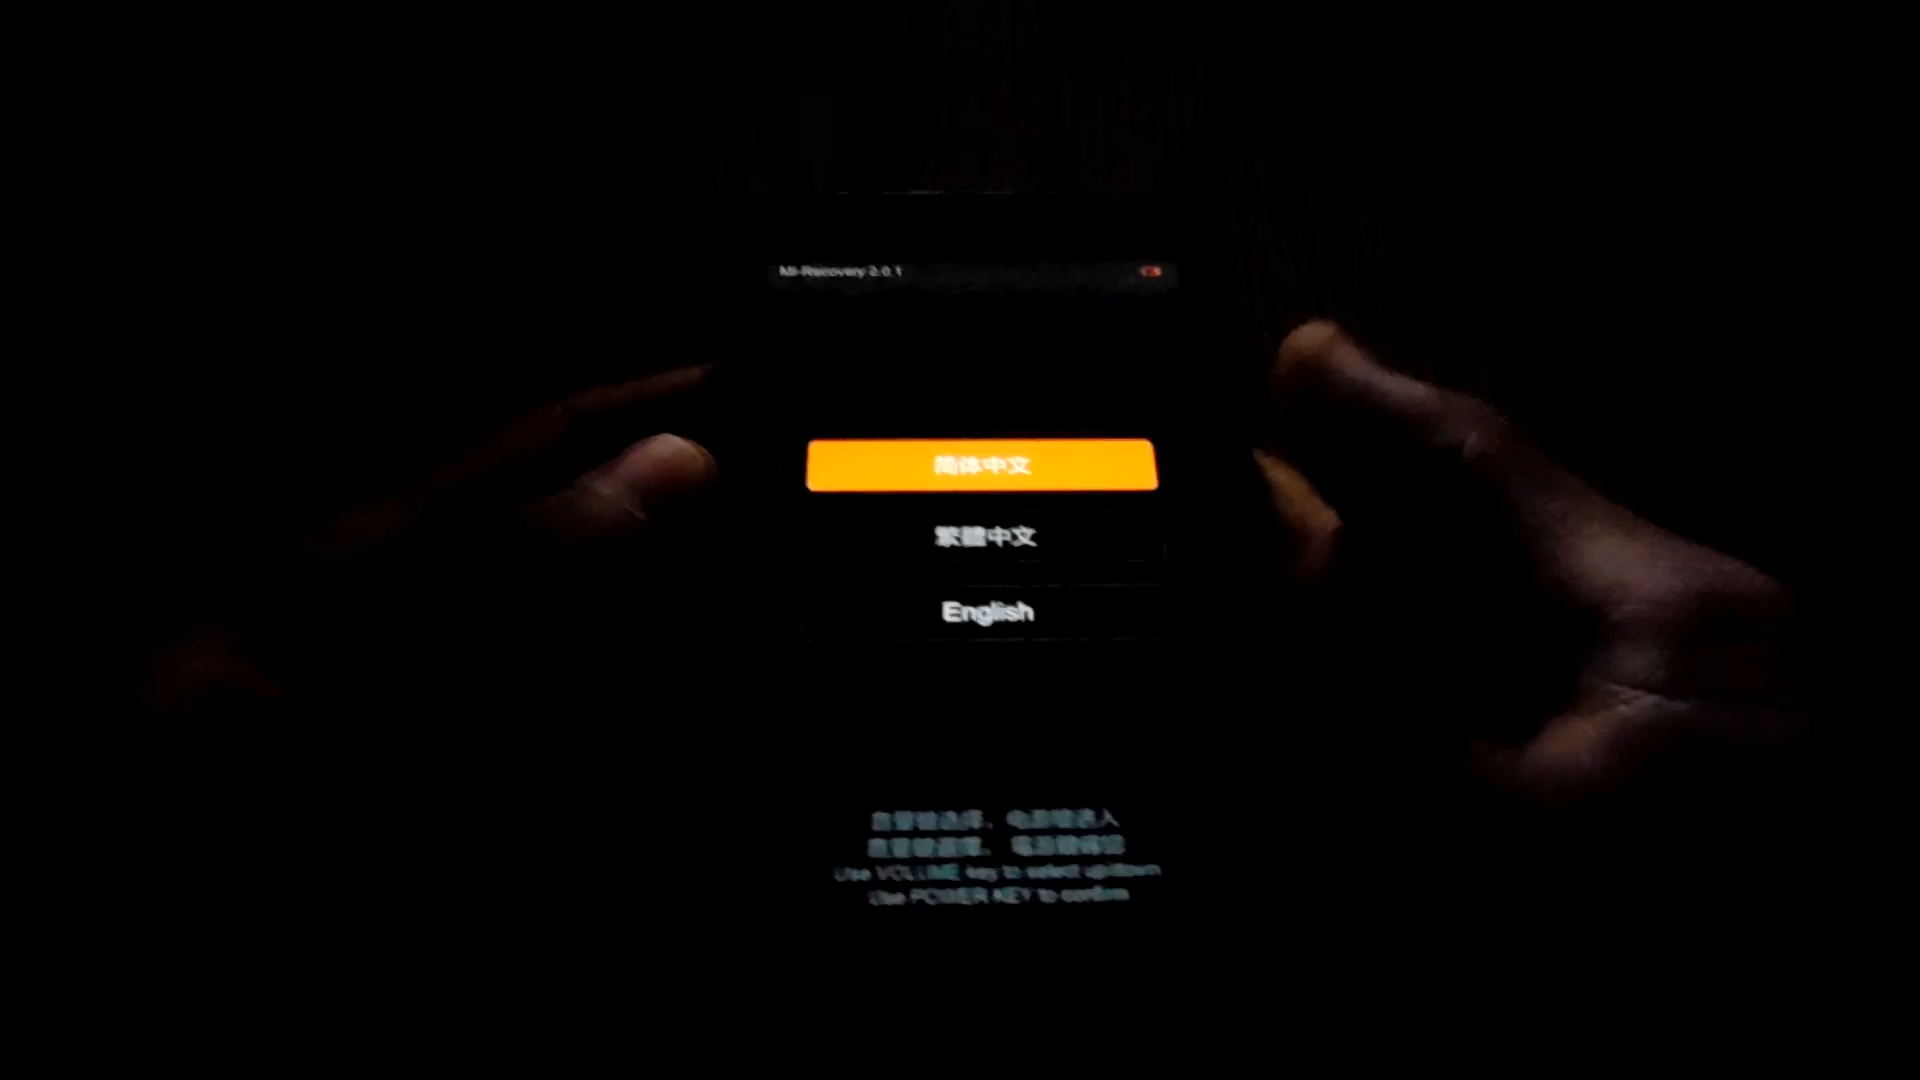 Mi-Recovery 2.0.1
简体中文
繁體中文
English
Use VOLUME key to select up/down
Use POWER KEY to confirm